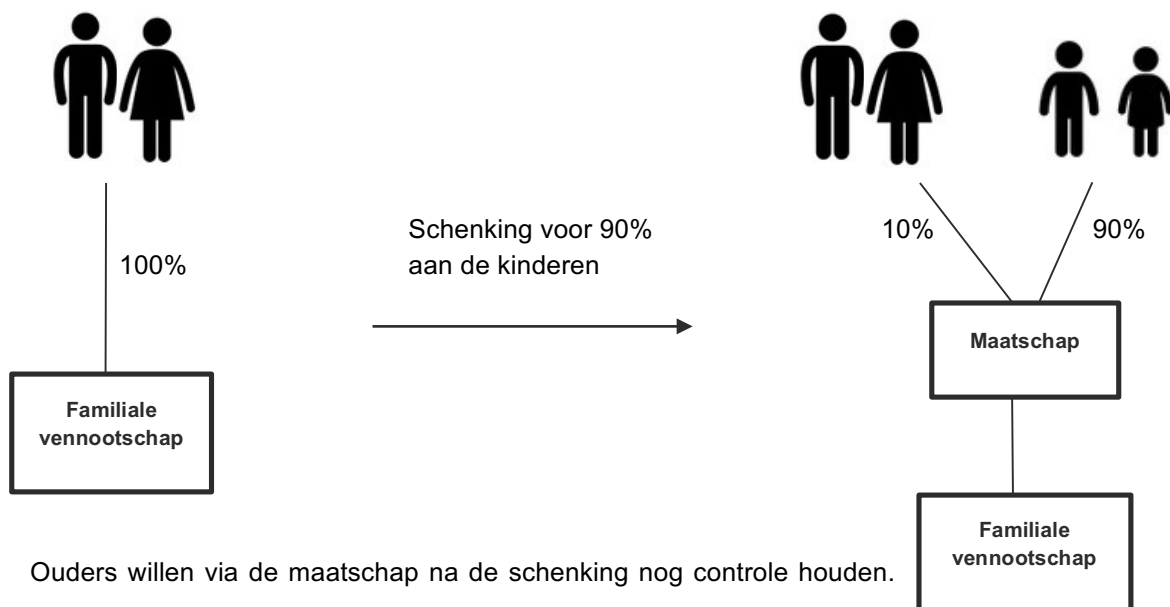 100%
Familiale
vennootschap
Schenking voor 90%
aan de kinderen
10%
90%
Maatschap
Familiale
vennootschap
Ouders willen via de maatschap na de schenking nog controle houden.